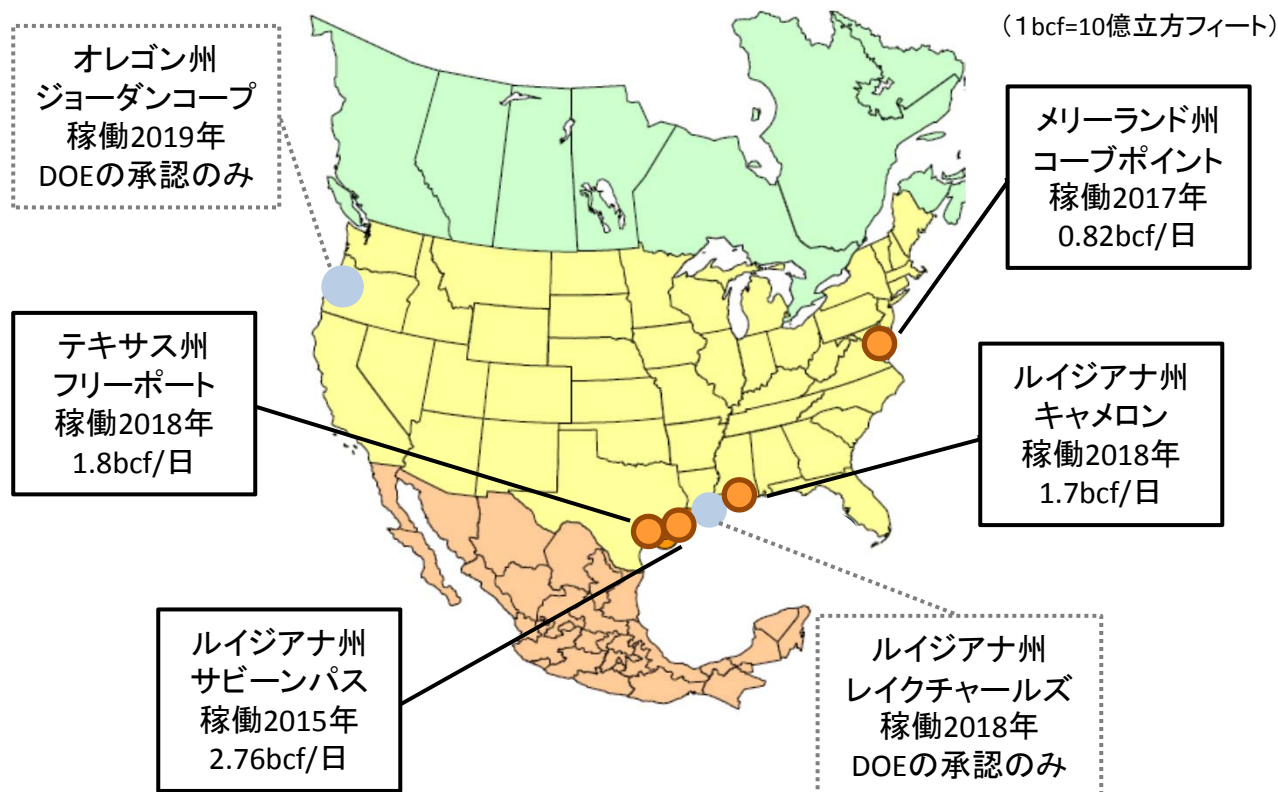 （1bcf=10億立方フィート）
オレゴン州
ジョーダンコープ
稼働2019年
DOEの承認のみ
メリーランド州
コーブポイント
稼働2017年
0.82bcf/日
テキサス州
フリーポート
稼働2018年
1.8bcf/日
ルイジアナ州
キャメロン
稼働2018年
1.7bcf/日
ルイジアナ州
サビーンパス
稼働2015年
2.76bcf/日
ルイジアナ州
レイクチャールズ
稼働2018年
DOEの承認のみ